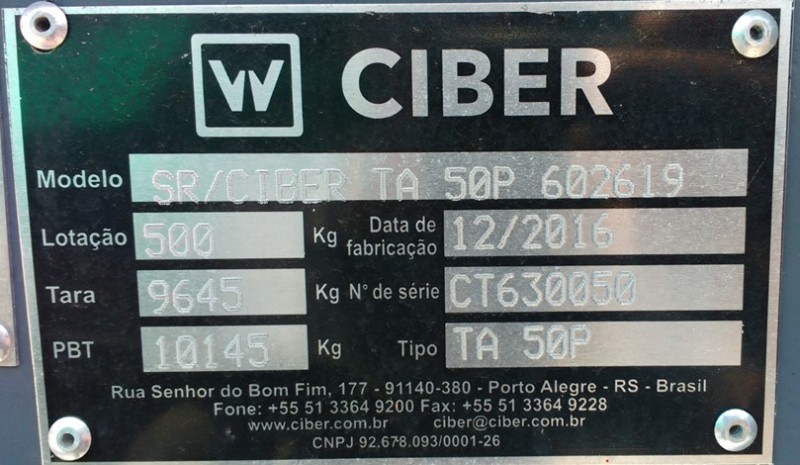 W CIBER
Modelo SR/CIBER TA 50P 602619
Lotação 500 Kg Data de fabricação 12/2016
Tara 9645 Kg N° de série CT630050
PBT 10145 Kg Tipo TA 50P
Rua Senhor do Bom Fim, 177 - 91140-380 - Porto Alegre - RS - Brasil
Fone: +55 51 3364 9200 Fax: +55 51 3364 9228
www.ciber.com.br ciber@ciber.com.br
CNPJ 92.678.093/0001-26